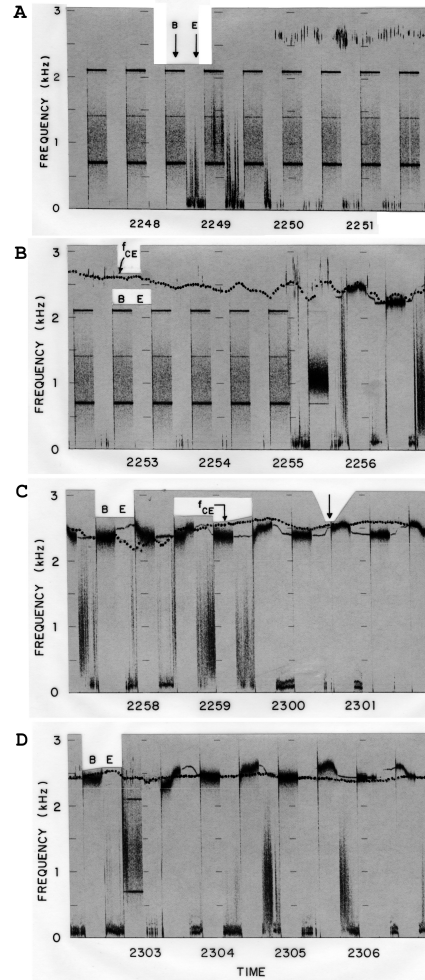 A
B E
3
2
1
0
FREQUENCY (kHz)
2248 2249 2250 2251
B
fCE
B E
3
2
1
0
FREQUENCY (kHz)
2253 2254 2255 2256
C
B E
fCE
3
2
1
0
FREQUENCY (kHz)
2258 2259 2300 2301
D
B E
3
2
1
0
FREQUENCY (kHz)
2303 2304 2305 2306
TIME